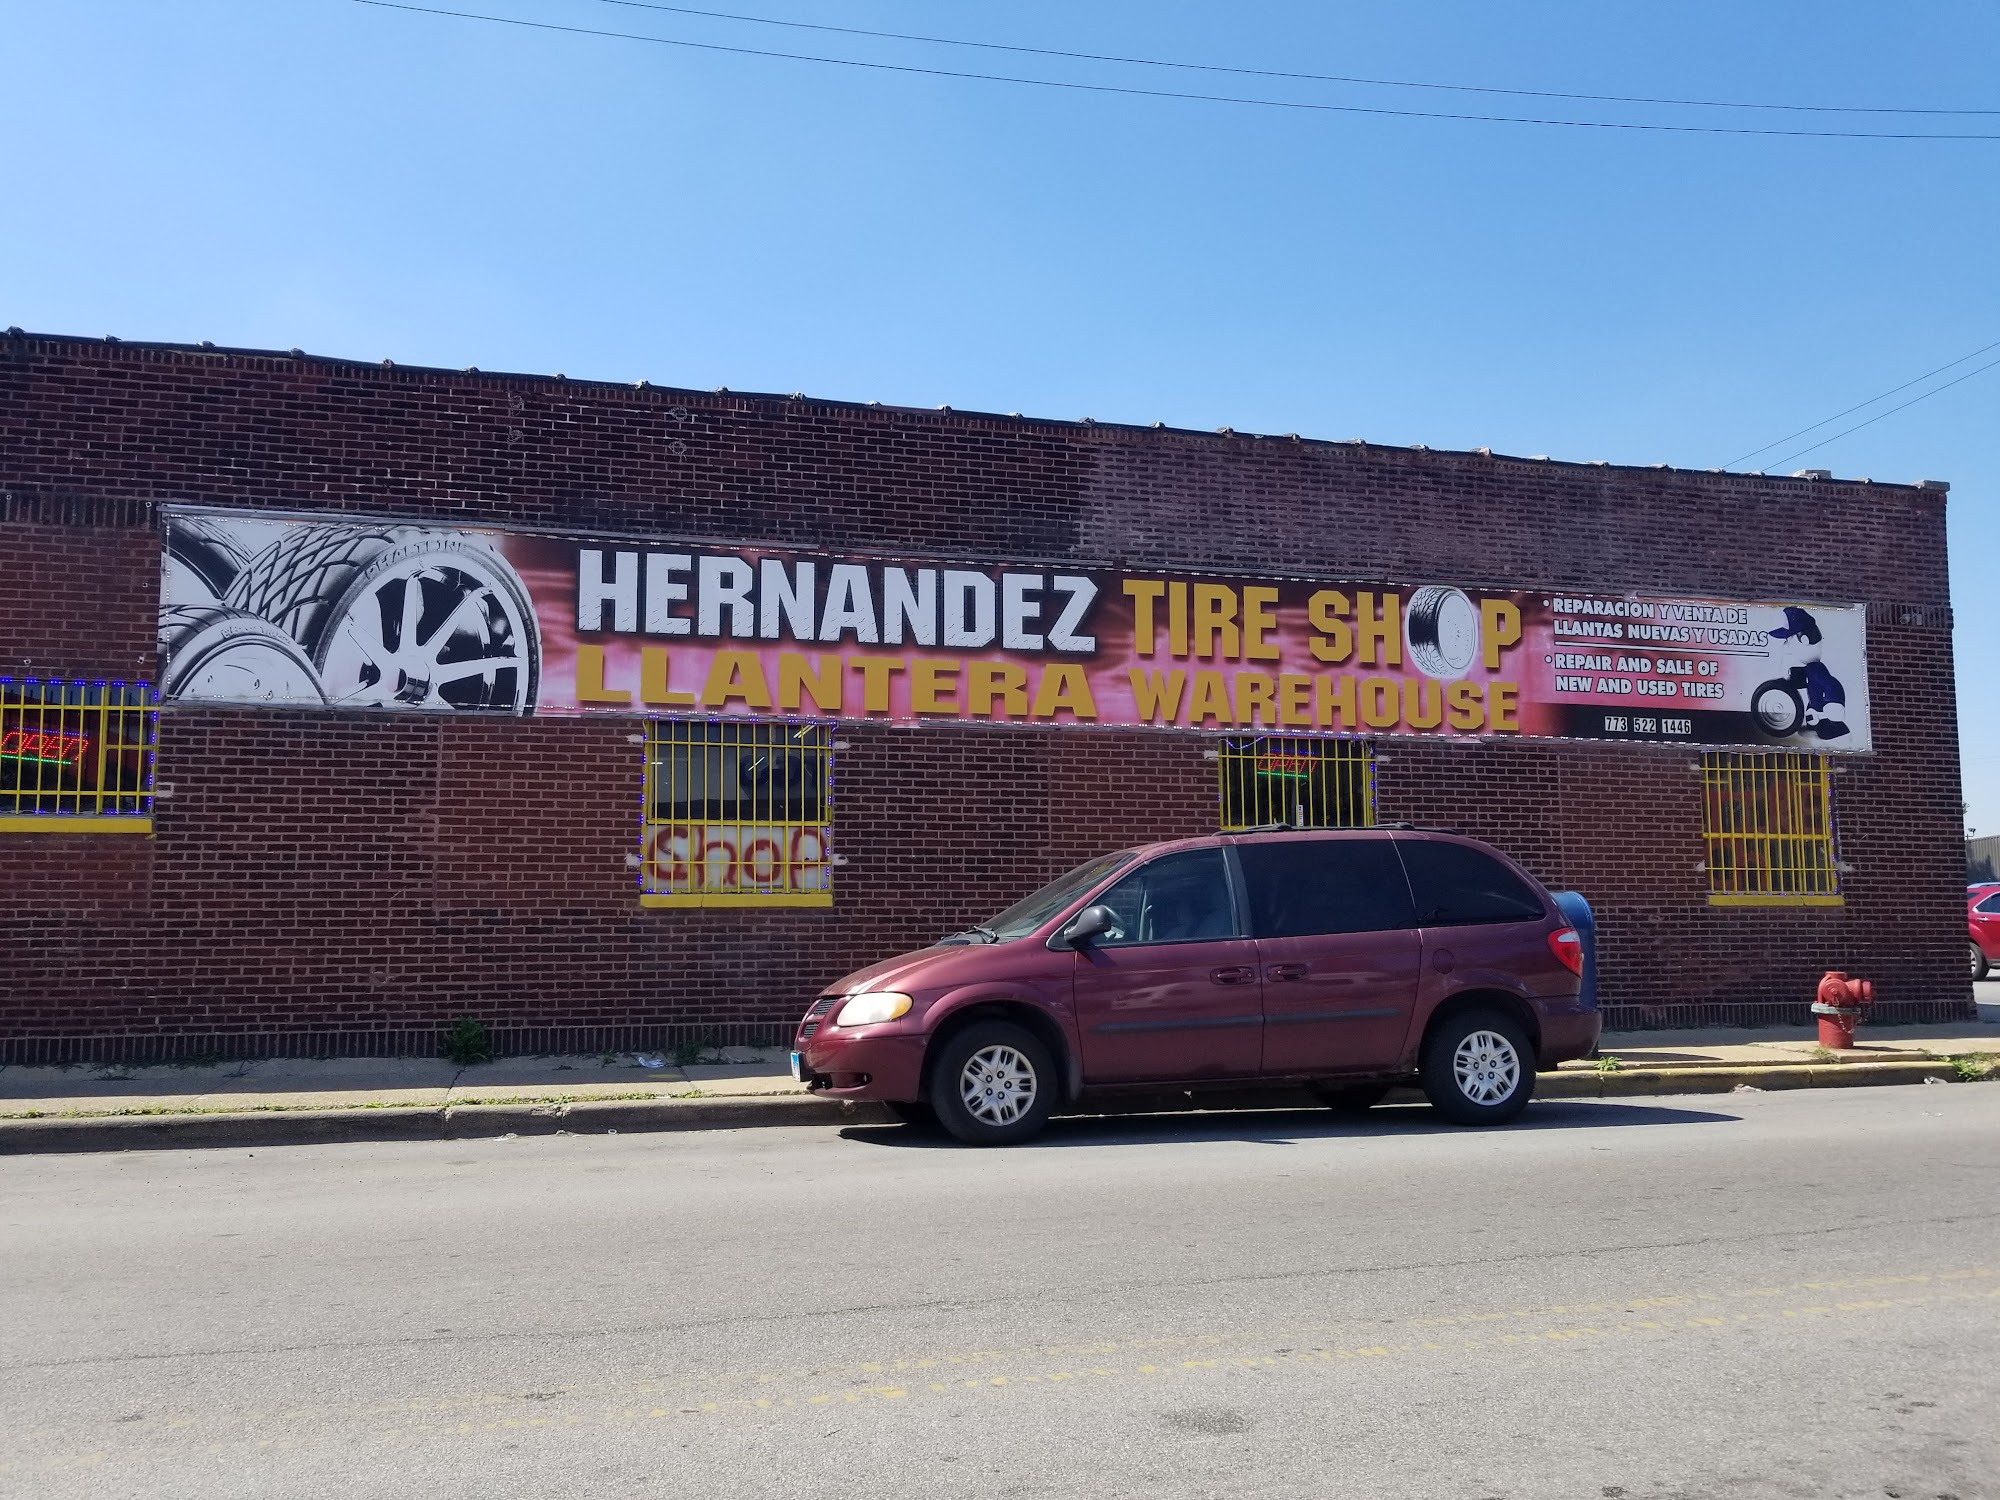 HERNANDEZ TIRE SHOP
LLANTERA WAREHOUSE
• REPARACION Y VENTA DE
LLANTAS NUEVAS Y USADAS
• REPAIR AND SALE OF
NEW AND USED TIRES
773 522 1446
OPEN
OPEN
Shop